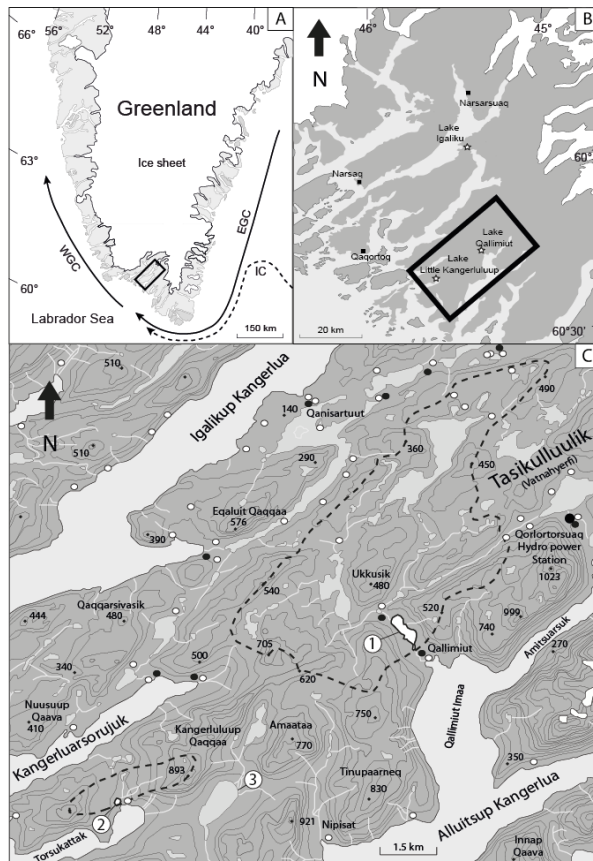 A
66°
56°
52°
48°
44°
40°
Greenland
Ice sheet
63°
60°
WGC
EGC
IC
Labrador Sea
150 km
B
46°
45°
N
Narsarsuaq
Lake
Igaliku
60°
Narsaq
Lake
Qallimiut
Qaqortoq
Lake
Little Kangerluluup
20 km
60°30'
C
510
N
510
Igalikup Kangerlua
140
Qanisartuut
490
360
290
450
Tasikulluulik
(Vatnahverfi)
Eqaluit Qaqqaa
576
390
Qorlortorsuaq
Hydro power
Station
1023
Ukkusik
480
540
Qaqqarsivasik
480
444
520
999
740
Amitsuarsuk
270
1
Qallimiut
705
500
340
620
Nuusuup
Qaava
410
Kangerluarsorujuk
Kangerluluup
Qaqqaa
893
Amaataa
770
750
Qallimiut Imaa
350
3
Tinupaarneq
830
2
Torsukattak
921
Nipisat
Alluitsup Kangerlua
1.5 km
Innap
Qaava